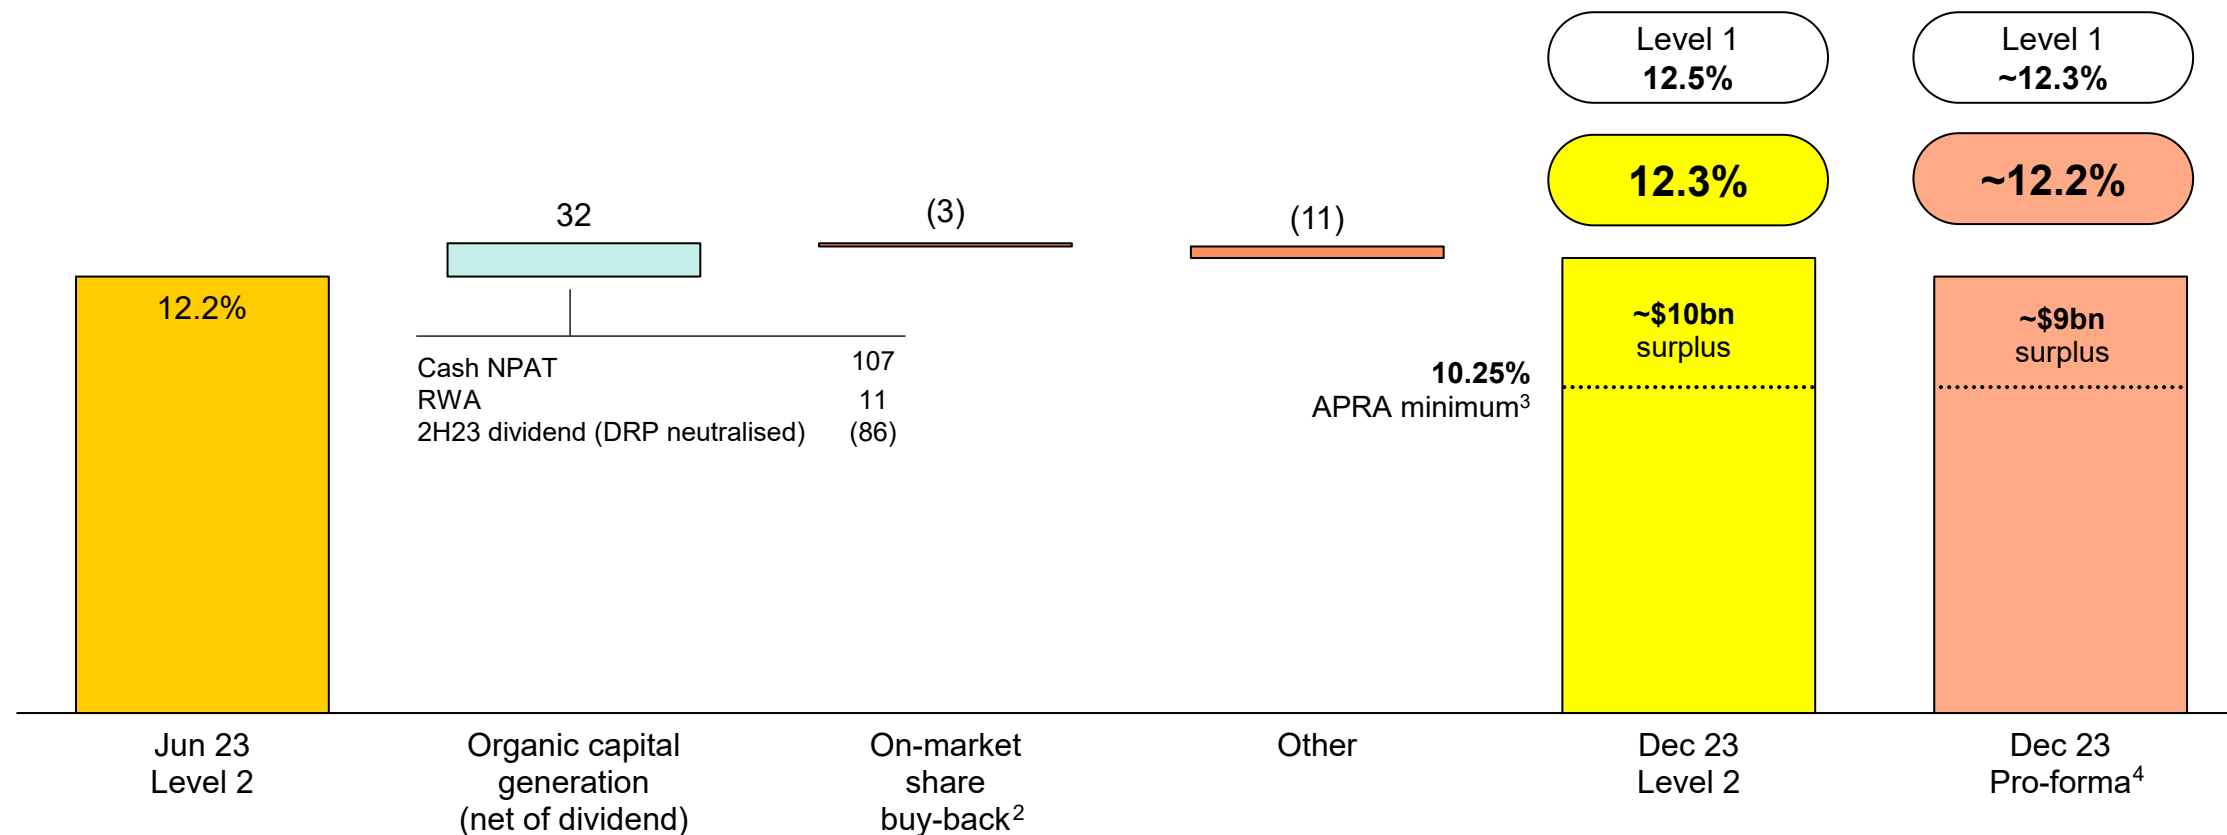 Level 1
12.5%
Level 1
~12.3%
12.3%
~12.2%
32
(3)
(11)
12.2%
~$10bn
surplus
~$9bn
surplus
Cash NPAT 107
RWA 11
2H23 dividend (DRP neutralised) (86)
10.25%
APRA minimum³
Jun 23
Level 2
Organic capital
generation
(net of dividend)
On-market
share
buy-back²
Other
Dec 23
Level 2
Dec 23
Pro-forma⁴